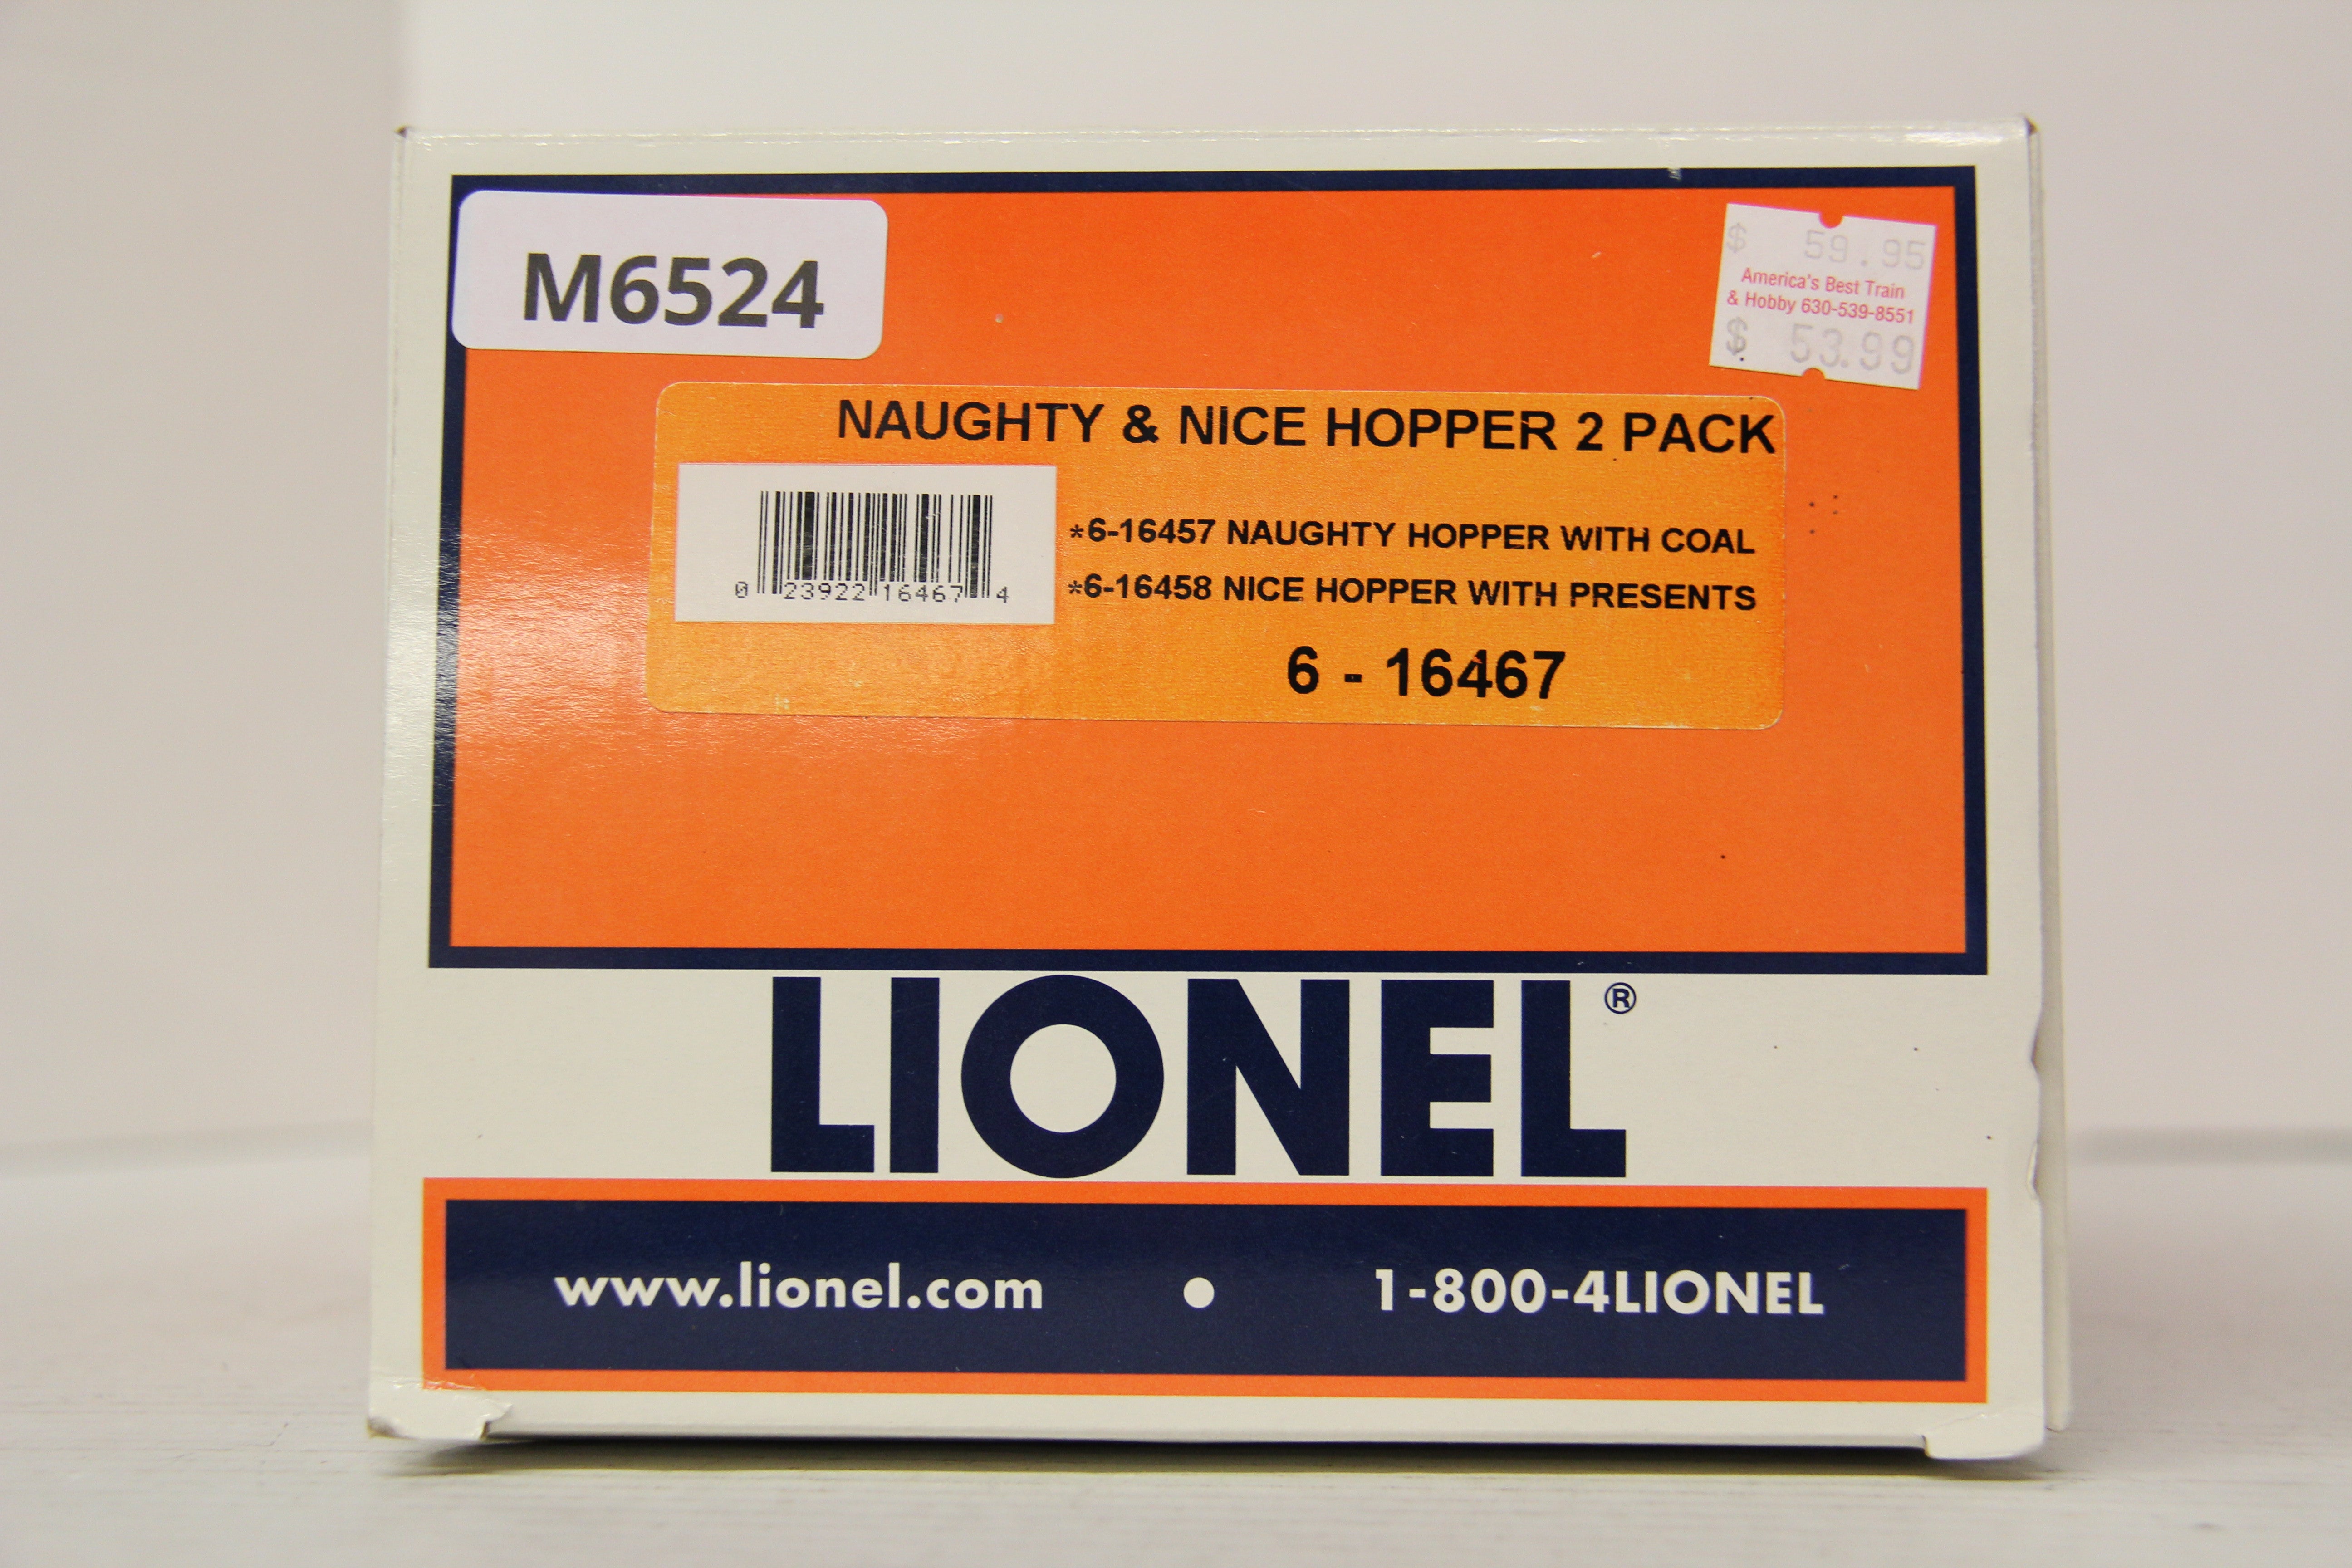 M6524
$ 59.95
America's Best Train
& Hobby 630-539-8551
$ 53.99
NAUGHTY & NICE HOPPER 2 PACK
*6-16457 NAUGHTY HOPPER WITH COAL
*6-16458 NICE HOPPER WITH PRESENTS
0 23922 16467 4
6 - 16467
LIONEL®
www.lionel.com • 1-800-4LIONEL